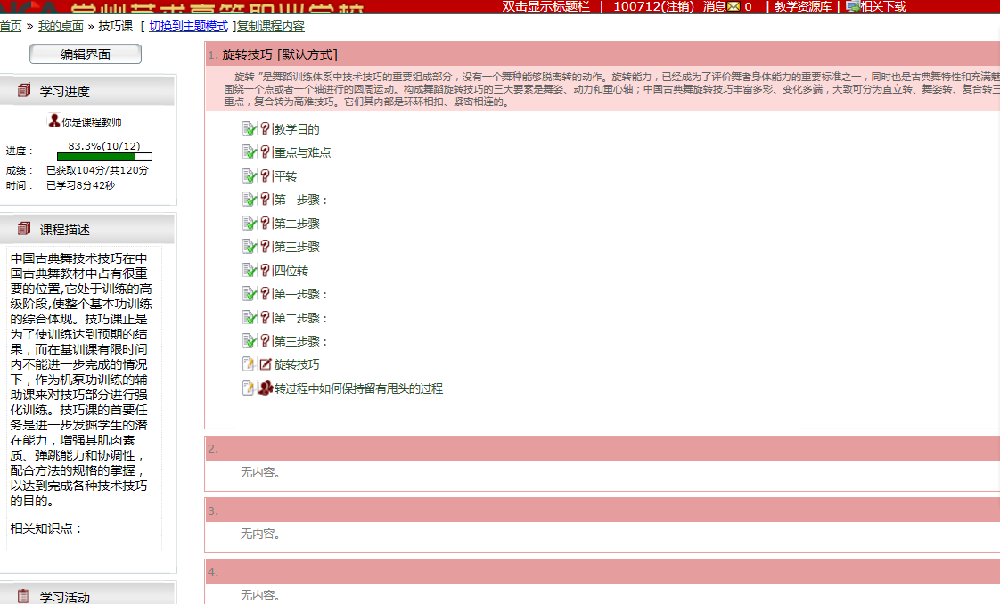 双击显示标题栏 | 100712(注销) 消息 0 | 教学资源库 | 相关下载
首页 » 我的桌面 » 技巧课 [ 切换到主题模式 ]复制课程内容
编辑界面
学习进度
你是课程教师
进度： 83.3%(10/12)
成绩： 已获取104分/共120分
时间： 已学习8分42秒
课程描述
中国古典舞技术技巧在中
国古典舞教材中占有很重
要的位置,它处于训练的高
级阶段,使整个基本功训练
的综合体现。技巧课正是
为了使训练达到预期的结
果，而在基训课有限时间
内不能进一步完成的情况
下，作为机泵功训练的辅
助课来对技巧部分进行强
化训练。技巧课的首要任
务是进一步发掘学生的潜
在能力，增强其肌肉素
质、弹跳能力和协调性，
配合方法的规格的掌握，
以达到完成各种技术技巧
的目的。
相关知识点：
学习活动
1. 旋转技巧 [默认方式]
旋转“是舞蹈训练体系中技术技巧的重要组成部分，没有一个舞种能够脱离转的动作。旋转能力，已经成为了评价舞者身体能力的重要标准之一，同时也是古典舞特性和充满魅
围绕一个点或者一个轴进行的四周运动。构成舞蹈旋转技巧的三大要素是舞姿、动力和重心轴；中国古典舞旋转技巧丰富多彩、变化多端，大致可分为直立转、舞姿转、复合转三
重点，复合转为高难技巧。它们其内部是环环相扣、紧密相连的。
教学目的
重点与难点
平转
第一步骤：
第二步骤
第三步骤
四位转
第一步骤：
第二步骤：
第三步骤：
旋转技巧
转过程中如何保持留有甩头的过程
2.
无内容。
3.
无内容。
4.
无内容。